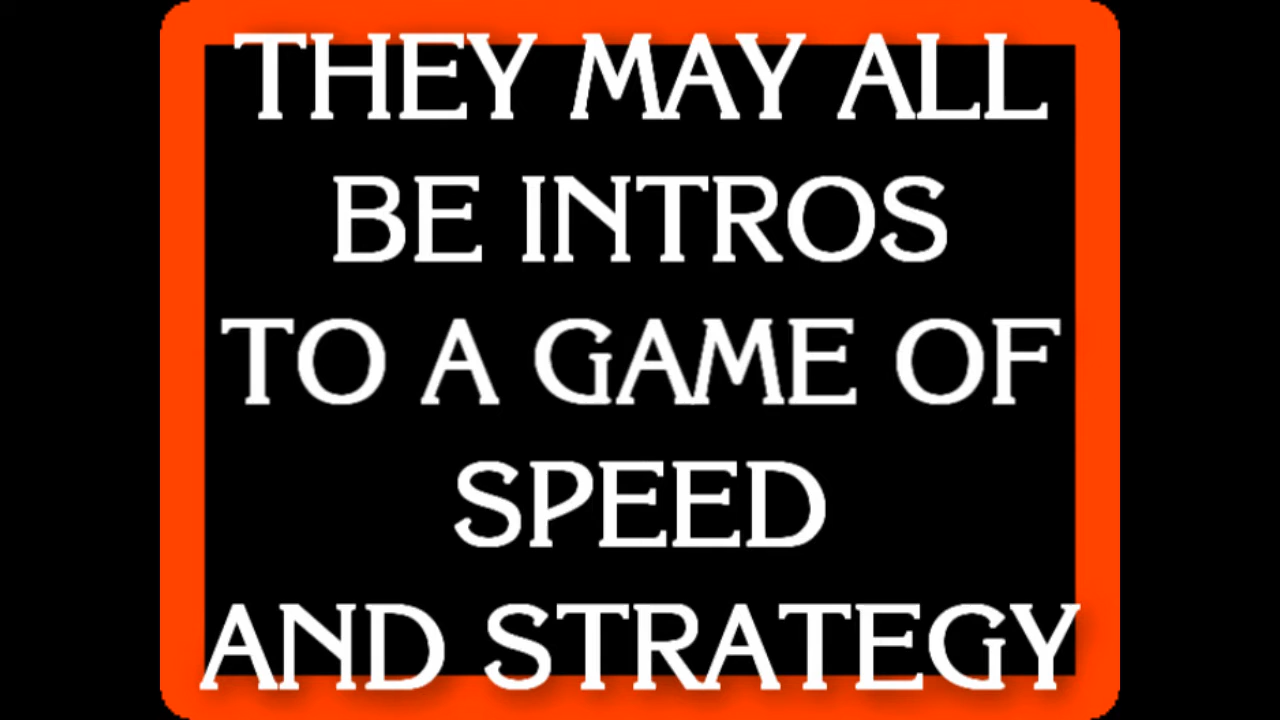 THEY MAY ALL
BE INTROS
TO A GAME OF
SPEED
AND STRATEGY